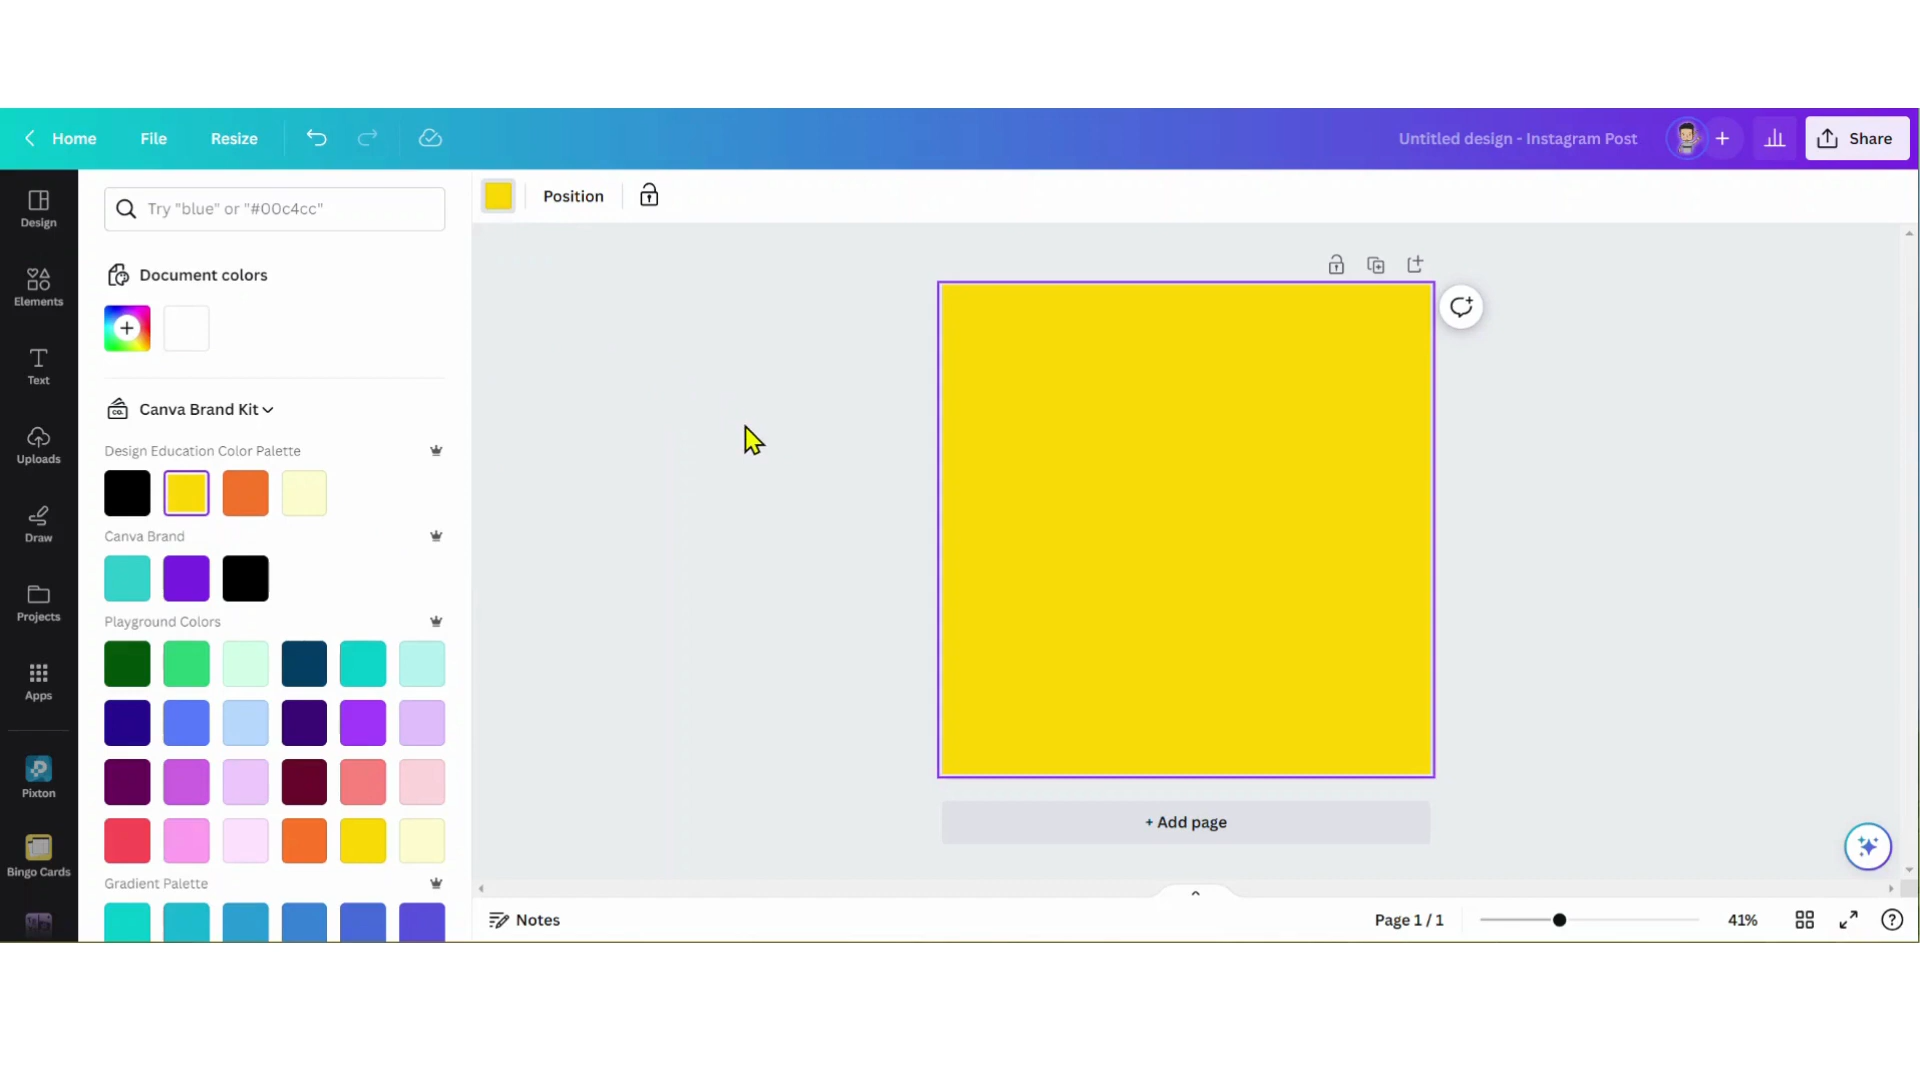 Home
File
Resize
Untitled design - Instagram Post
+
Share
Design
Elements
Text
Uploads
Draw
Projects
Apps
Pixton
Bingo Cards
Try "blue" or "#00c4cc"
Document colors
CO.
Canva Brand Kit
Design Education Color Palette
Canva Brand
Playground Colors
Gradient Palette
Position
+ Add page
Notes
Page 1 / 1
41%